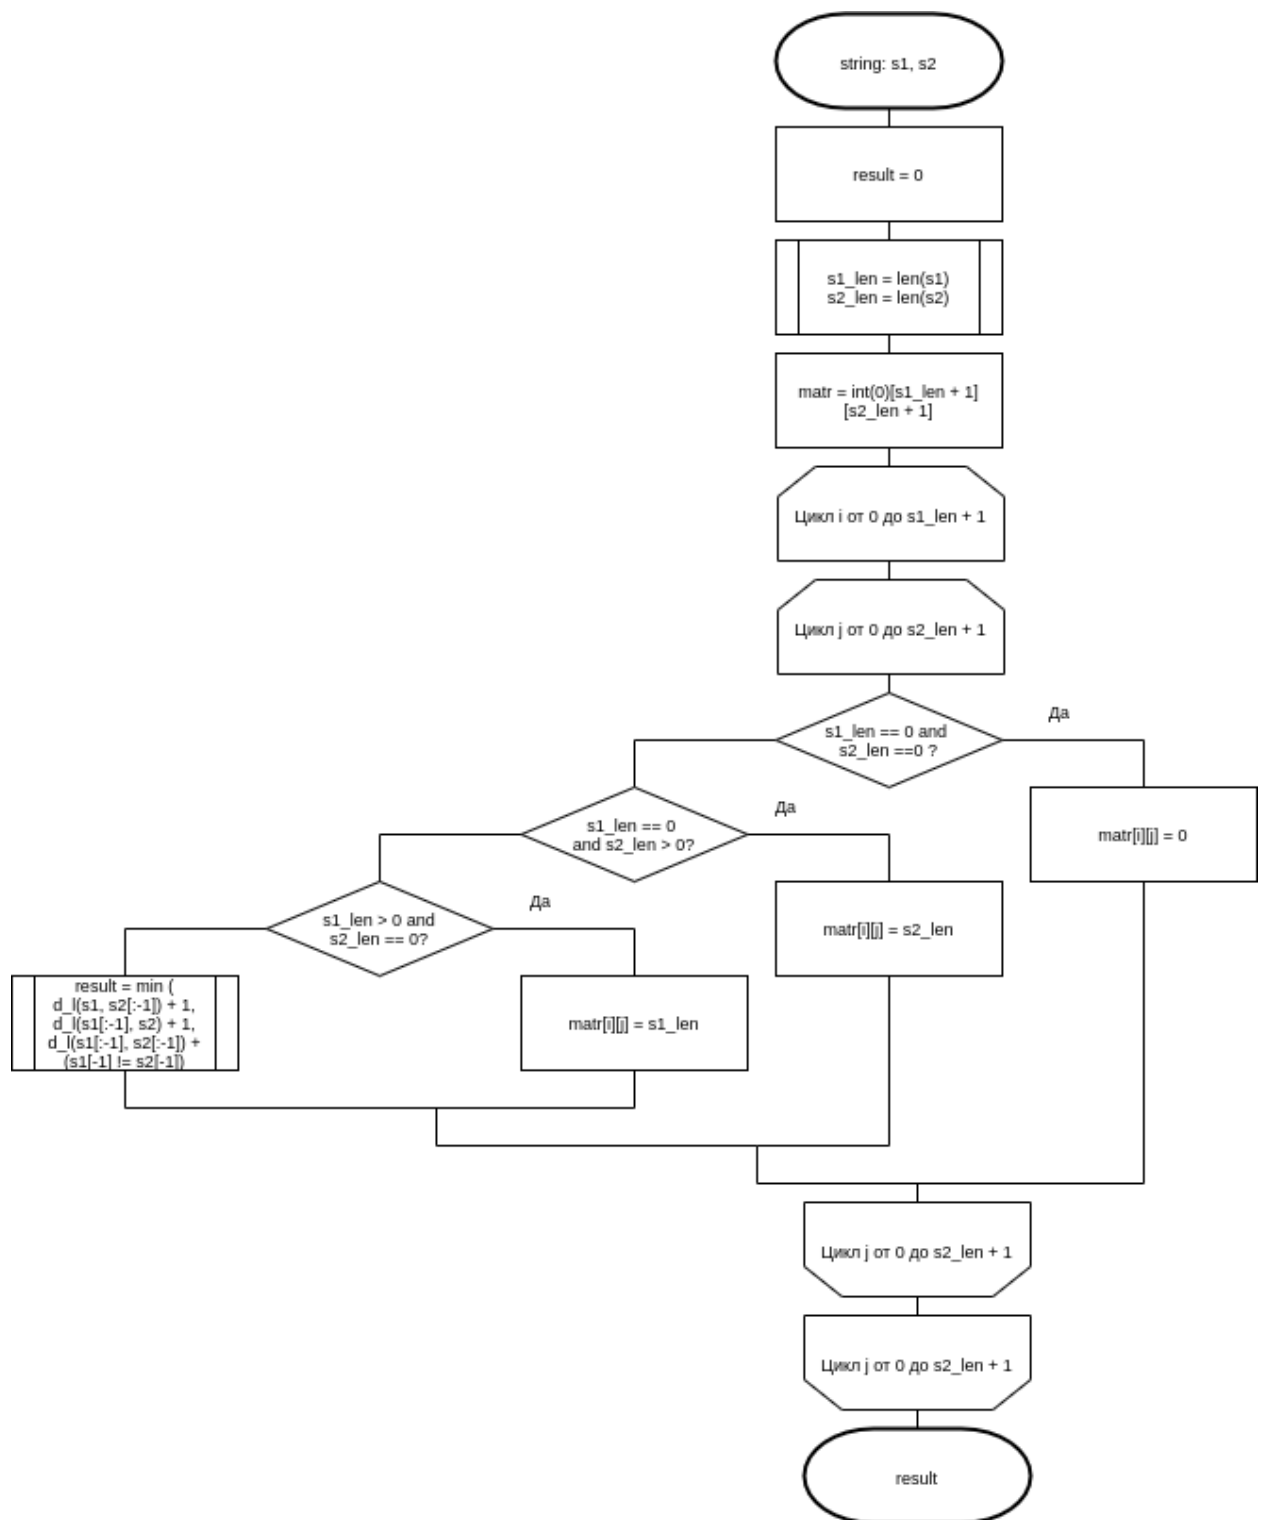 string: s1, s2
result = 0
s1_len = len(s1)
s2_len = len(s2)
matr = int(0)[s1_len + 1]
[s2_len + 1]
Цикл i от 0 до s1_len + 1
Цикл j от 0 до s2_len + 1
Да
s1_len == 0 and
s2_len ==0 ?
Да
s1_len == 0
and s2_len > 0?
matr[i][j] = 0
Да
s1_len > 0 and
s2_len == 0?
matr[i][j] = s2_len
result = min (
d_l(s1, s2[:-1]) + 1,
d_l(s1[:-1], s2) + 1,
d_l(s1[:-1], s2[:-1]) +
(s1[-1] != s2[-1])
matr[i][j] = s1_len
Цикл j от 0 до s2_len + 1
Цикл j от 0 до s2_len + 1
result